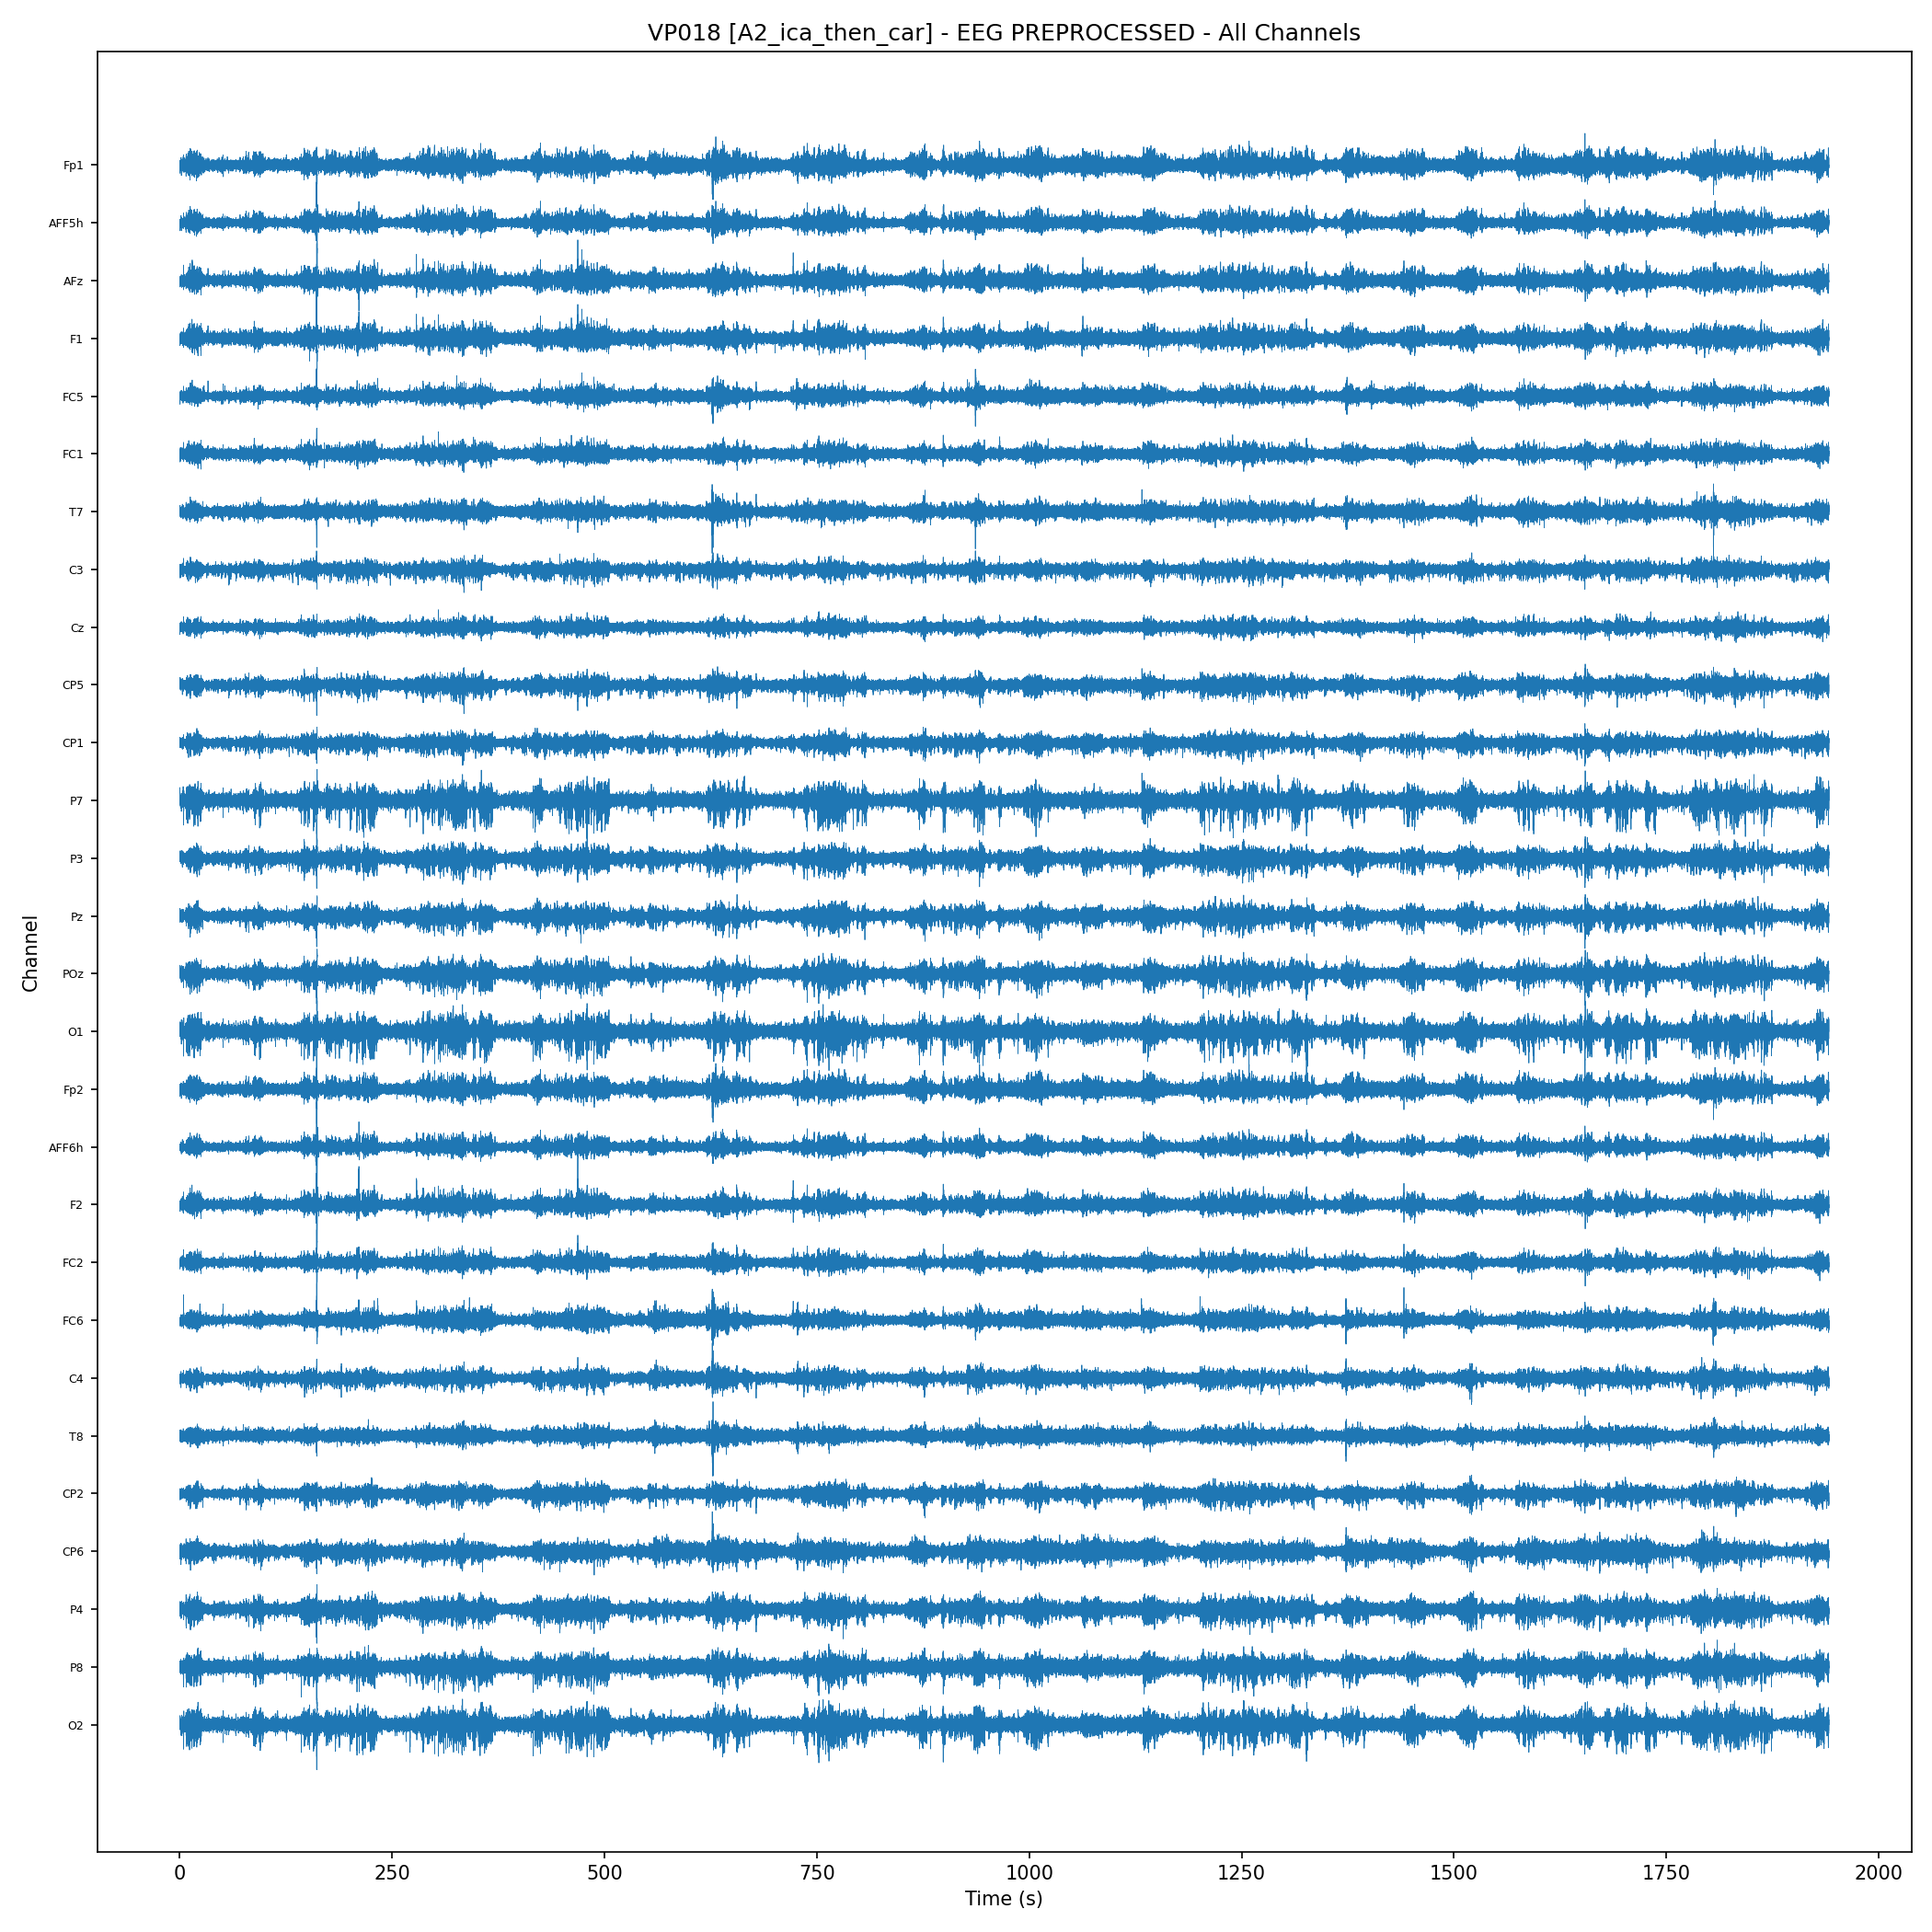 VP018 [A2_ica_then_car] - EEG PREPROCESSED - All Channels
Fp1
AFF5h
AFz
F1
FC5
FC1
T7
C3
Cz
CP5
CP1
P7
P3
Pz
POz
O1
Fp2
AFF6h
F2
FC2
FC6
C4
T8
CP2
CP6
P4
P8
O2
Channel
0 250 500 750 1000 1250 1500 1750 2000
Time (s)